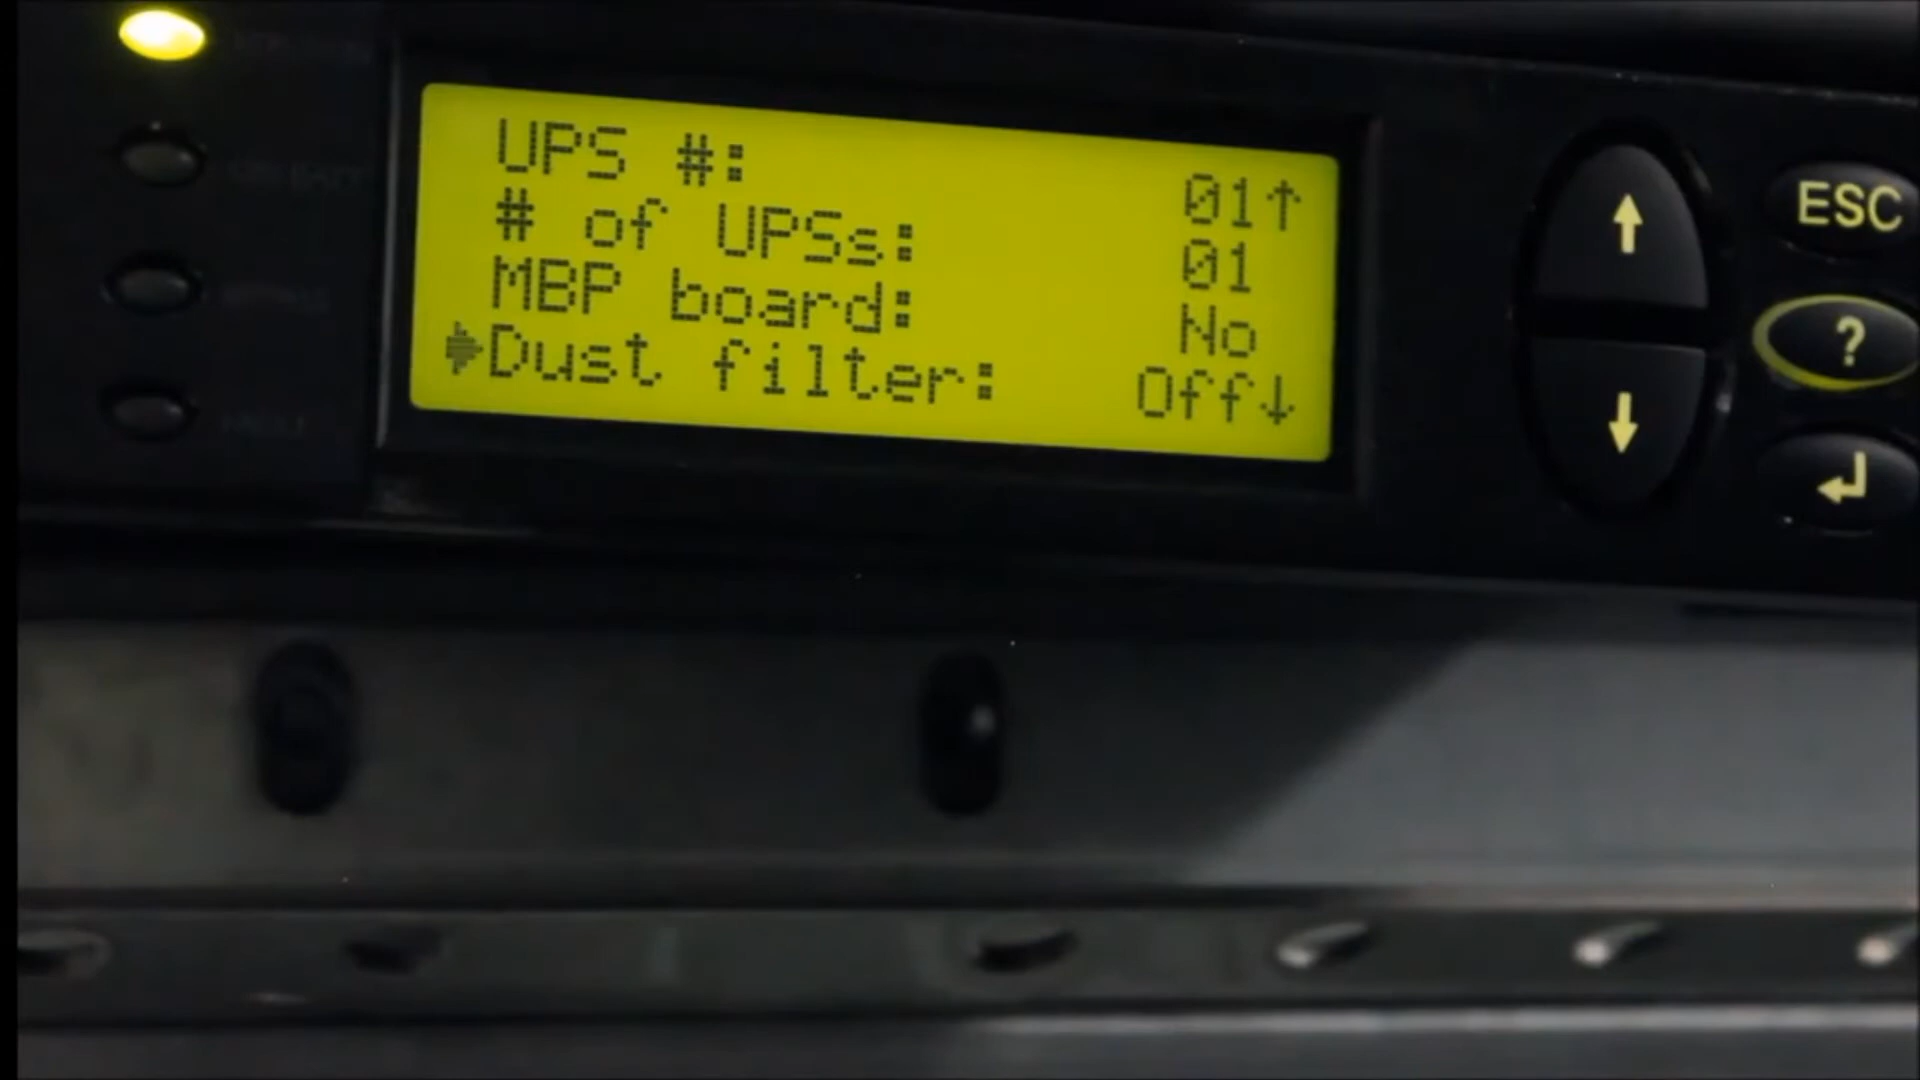 UPS #: 01↑
# of UPSs: 01
MBP board: No
Dust filter: Off↓
ESC
?